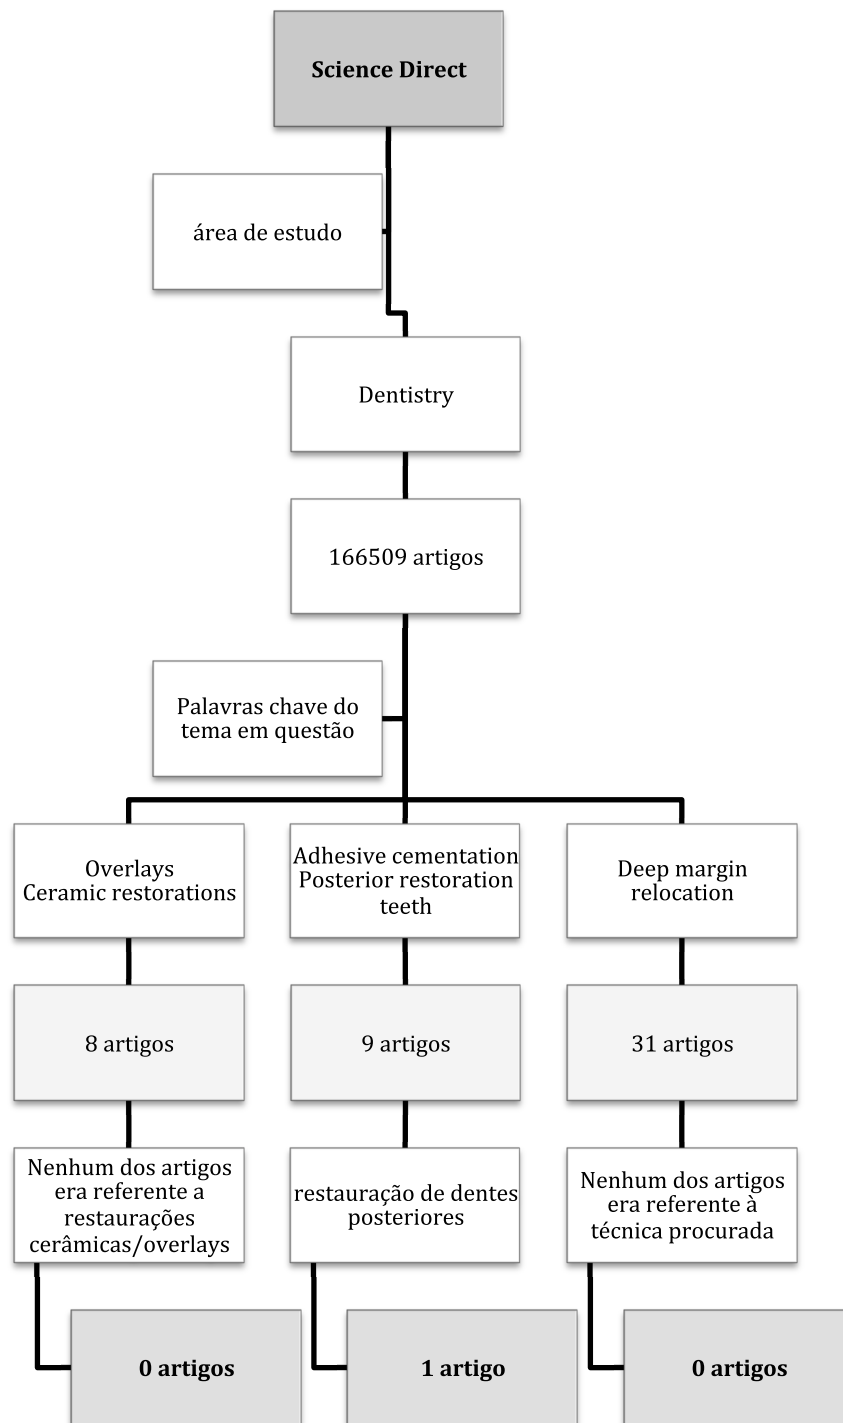 Science Direct
área de estudo
Dentistry
166509 artigos
Palavras chave do
tema em questão
Overlays
Ceramic restorations
Adhesive cementation
Posterior restoration
teeth
Deep margin
relocation
8 artigos
9 artigos
31 artigos
Nenhum dos artigos
era referente a
restaurações
cerâmicas/overlays
restauração de dentes
posteriores
Nenhum dos artigos
era referente à
técnica procurada
0 artigos
1 artigo
0 artigos